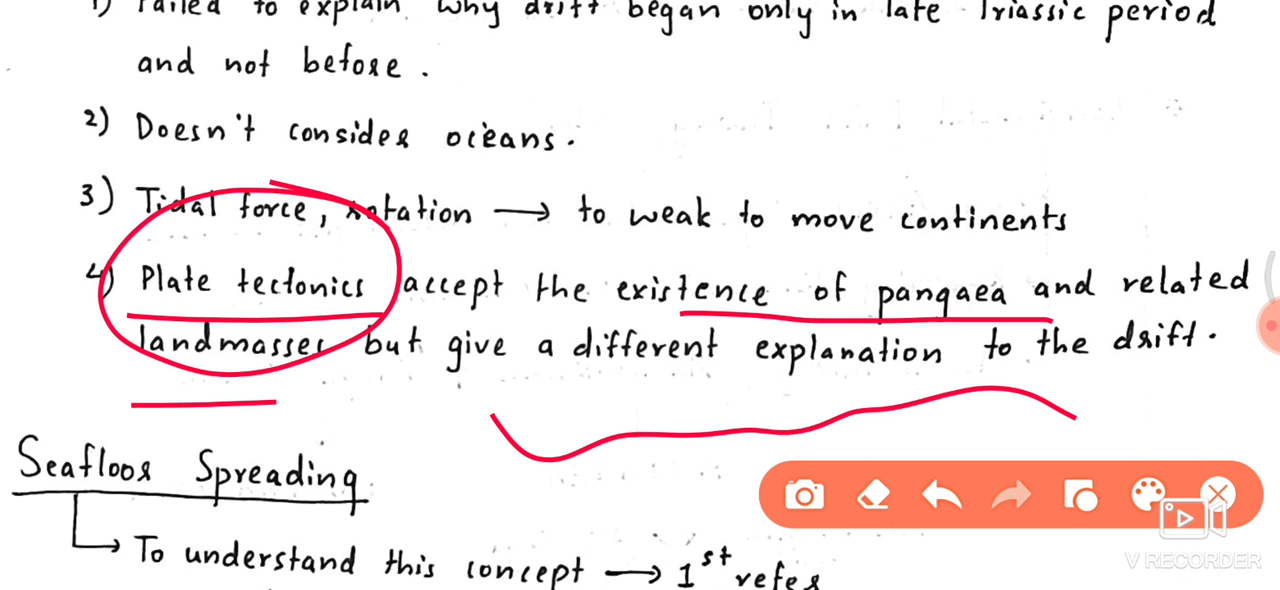 1) Failed to explain why drift began only in late Triassic period
and not before.
2) Doesn't consider oceans.
3) Tidal force, rotation → to weak to move continents
4) Plate tectonics accept the existence of pangaea and related
landmasses but give a different explanation to the drift.
Seafloor Spreading
→ To understand this concept → 1st refer
V RECORDER